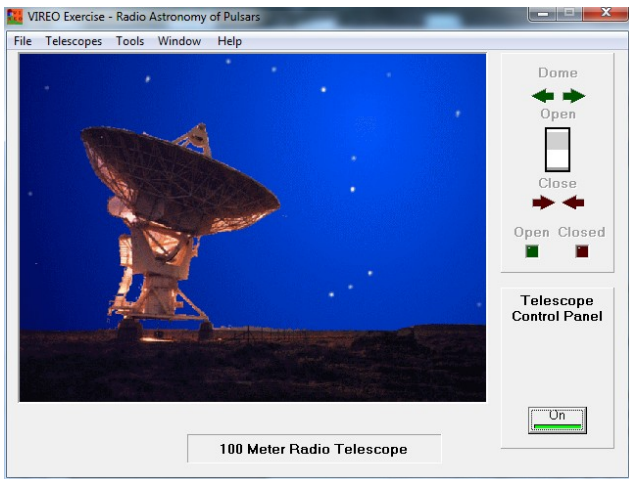 VIREO Exercise - Radio Astronomy of Pulsars
File Telescopes Tools Window Help
Dome
Open
Close
Open Closed
Telescope
Control Panel
On
100 Meter Radio Telescope